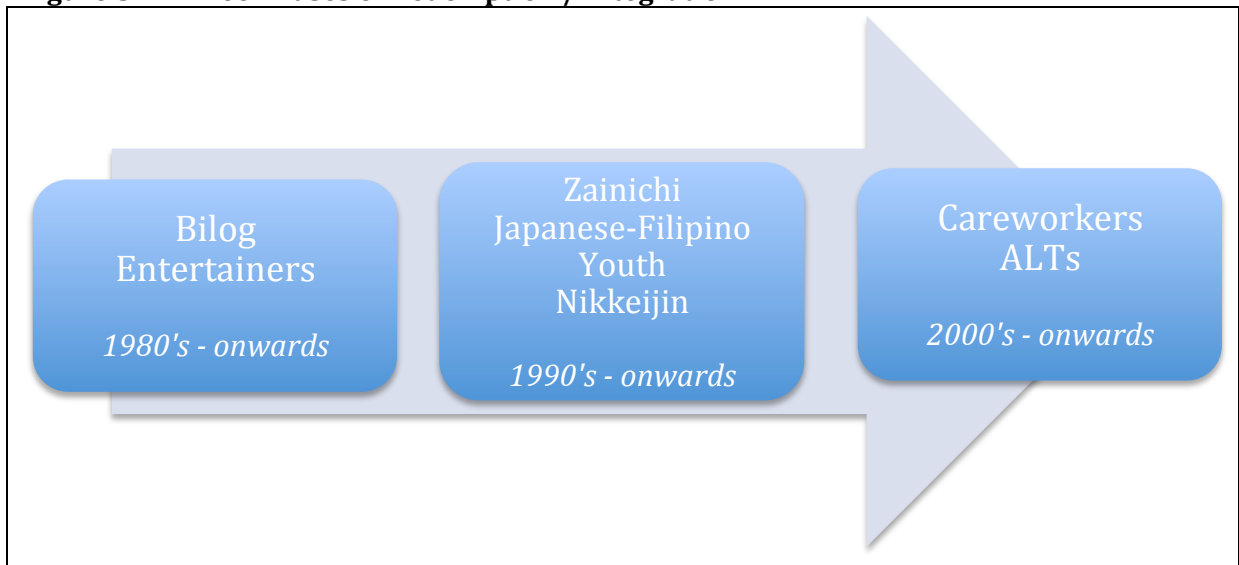 Bilog
Entertainers
1980's - onwards
Zainichi
Japanese-Filipino
Youth
Nikkeijin
1990's - onwards
Careworkers
ALTs
2000's - onwards